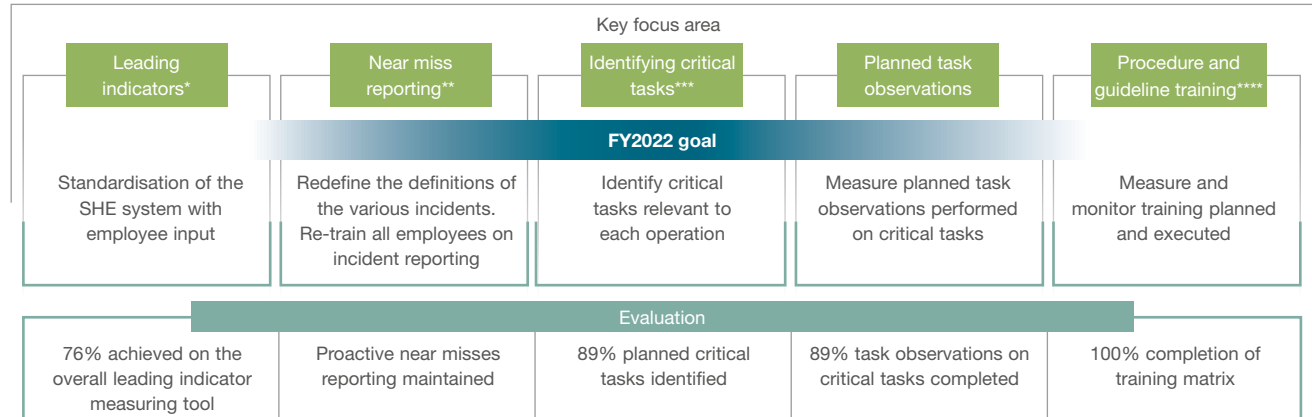 Key focus area
Leading
indicators*
Near miss
reporting**
Identifying critical
tasks***
Planned task
observations
Procedure and
guideline training****
FY2022 goal
Standardisation of the
SHE system with
employee input
Redefine the definitions of
the various incidents.
Re-train all employees on
incident reporting
Identify critical
tasks relevant to
each operation
Measure planned task
observations performed
on critical tasks
Measure and
monitor training planned
and executed
Evaluation
76% achieved on the
overall leading indicator
measuring tool
Proactive near misses
reporting maintained
89% planned critical
tasks identified
89% task observations on
critical tasks completed
100% completion of
training matrix